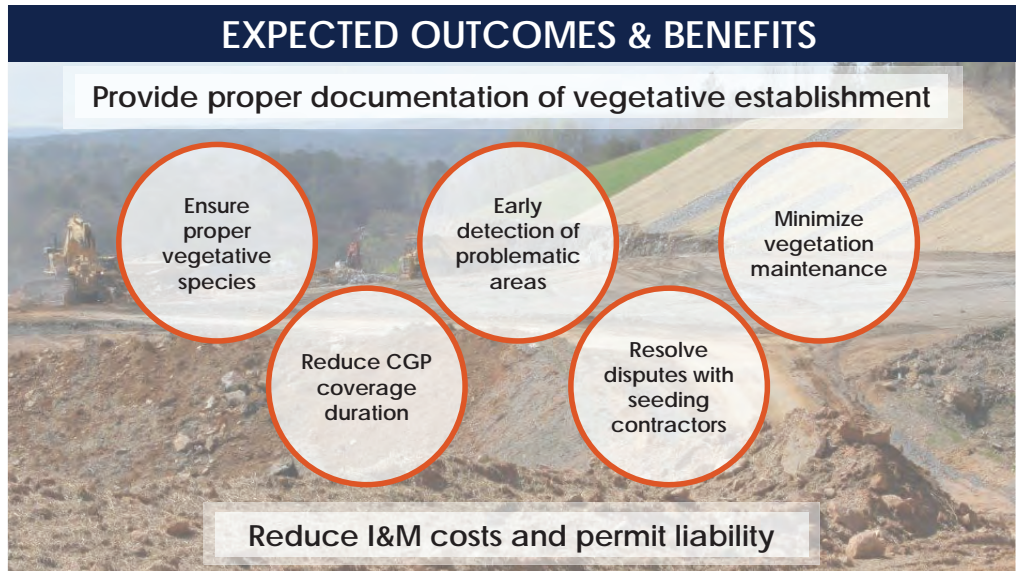 EXPECTED OUTCOMES & BENEFITS
Provide proper documentation of vegetative establishment
Ensure
proper
vegetative
species
Reduce CGP
coverage
duration
Early
detection of
problematic
areas
Resolve
disputes with
seeding
contractors
Minimize
vegetation
maintenance
Reduce I&M costs and permit liability